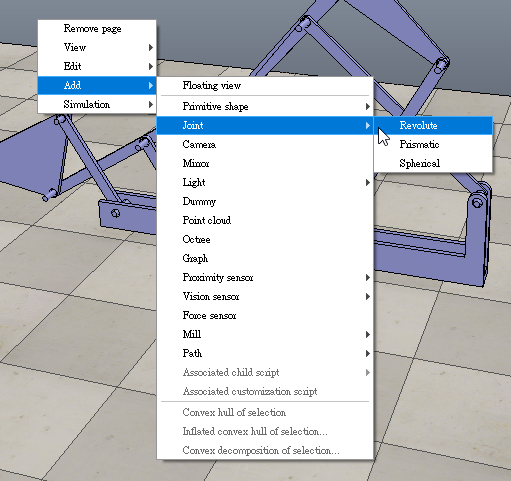 Remove page
View
Edit
Add
Simulation
Floating view
Primitive shape
Joint
Camera
Mirror
Light
Dummy
Point cloud
Octree
Graph
Proximity sensor
Vision sensor
Force sensor
Mill
Path
Associated child script
Associated customization script
Convex hull of selection
Inflated convex hull of selection...
Convex decomposition of selection...
Revolute
Prismatic
Spherical